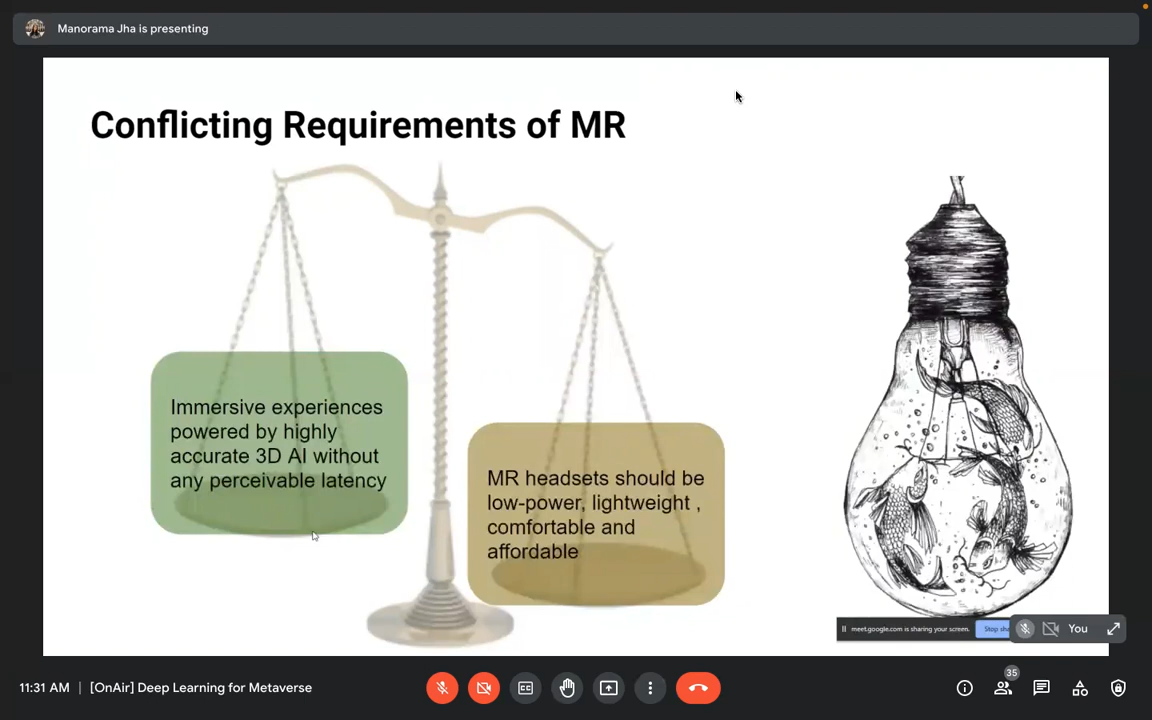 Manorama Jha is presenting
Conflicting Requirements of MR
Immersive experiences
powered by highly
accurate 3D AI without
any perceivable latency
MR headsets should be
low-power, lightweight ,
comfortable and
affordable
meet.google.com is sharing your screen.
Stop
You
11:31 AM | [OnAir] Deep Learning for Metaverse
35